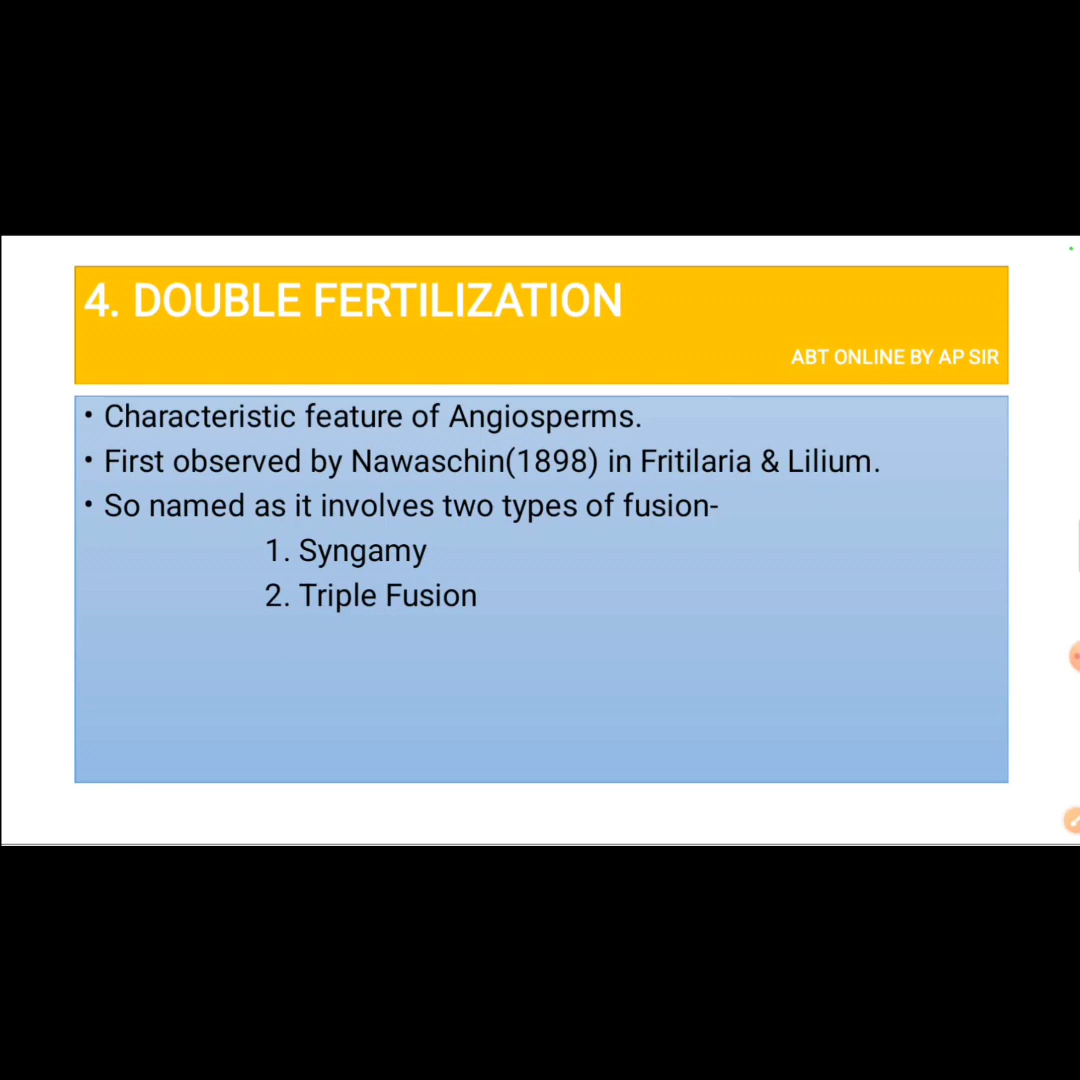 4. DOUBLE FERTILIZATION
ABT ONLINE BY AP SIR
• Characteristic feature of Angiosperms.
• First observed by Nawaschin(1898) in Fritilaria & Lilium.
• So named as it involves two types of fusion-
1. Syngamy
2. Triple Fusion